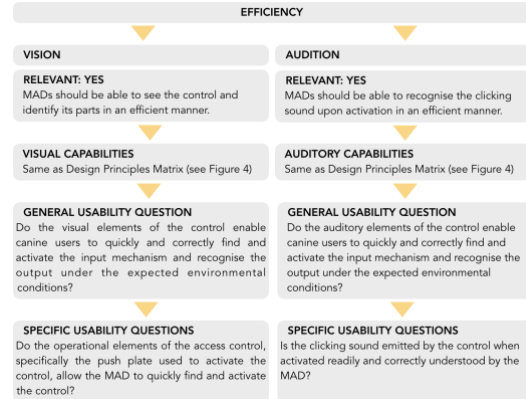 EFFICIENCY
VISION
RELEVANT: YES
MADs should be able to see the control and
identify its parts in an efficient manner.
VISUAL CAPABILITIES
Same as Design Principles Matrix (see Figure 4)
GENERAL USABILITY QUESTION
Do the visual elements of the control enable
canine users to quickly and correctly find and
activate the input mechanism and recognise the
output under the expected environmental
conditions?
SPECIFIC USABILITY QUESTIONS
Do the operational elements of the access control,
specifically the push plate used to activate the
control, allow the MAD to quickly find and activate
the control?
AUDITION
RELEVANT: YES
MADs should be able to recognise the clicking
sound upon activation in an efficient manner.
AUDITORY CAPABILITIES
Same as Design Principles Matrix (see Figure 4)
GENERAL USABILITY QUESTION
Do the auditory elements of the control enable
canine users to quickly and correctly find and
activate the input mechanism and recognise the
output under the expected environmental
conditions?
SPECIFIC USABILITY QUESTIONS
Is the clicking sound emitted by the control when
activated readily and correctly understood by the
MAD?